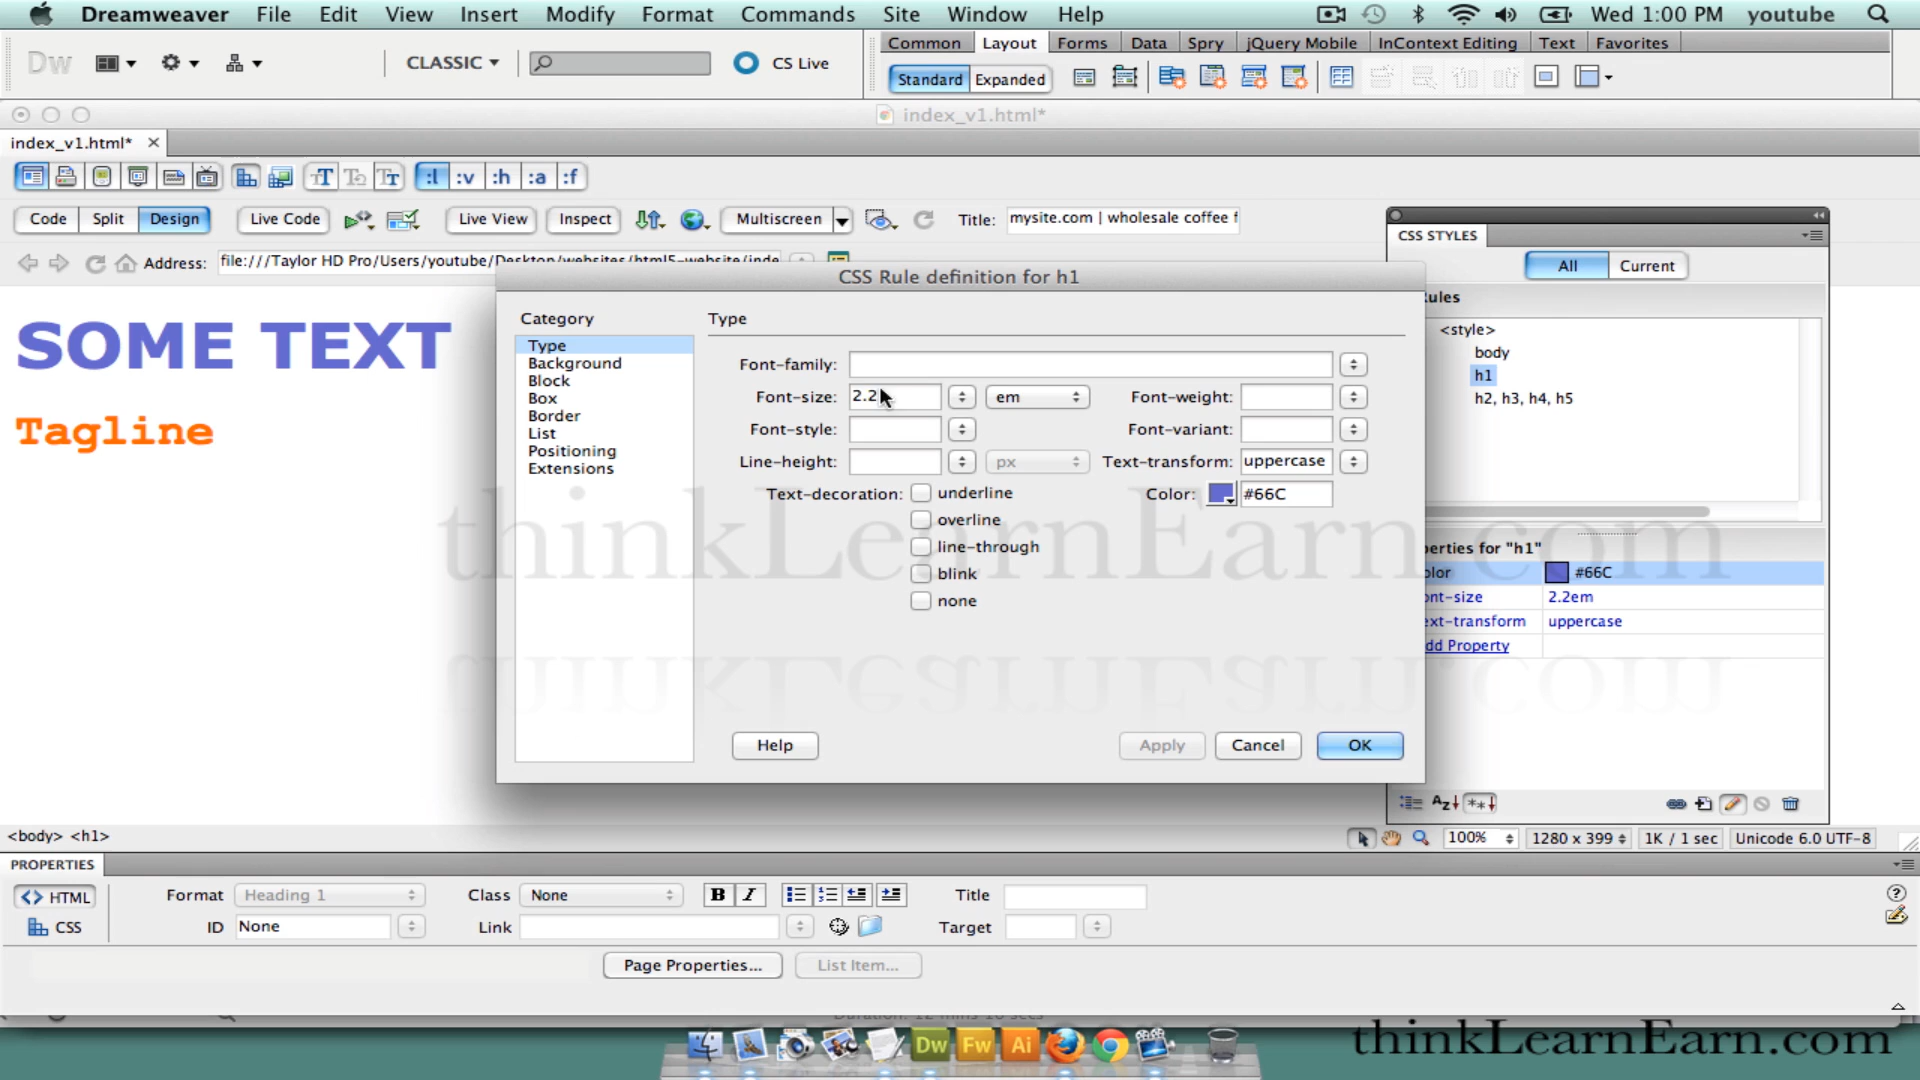 Dreamweaver File Edit View Insert Modify Format Commands Site Window Help Wed 1:00 PM youtube
Dw CLASSIC CS Live
Common Layout Forms Data Spry jQuery Mobile InContext Editing Text Favorites
Standard Expanded
index_v1.html*
index_v1.html*
:l :v :h :a :f
Code Split Design Live Code Live View Inspect Multiscreen Title: mysite.com | wholesale coffee f
Address: file:///Taylor HD Pro/Users/youtube/Desktop/websites/html5-website/inde
SOME TEXT
Tagline
CSS Rule definition for h1
Category
Type
Background
Block
Box
Border
List
Positioning
Extensions
Type
Font-family:
Font-size: 2.2 em Font-weight:
Font-style: Font-variant:
Line-height: px Text-transform: uppercase
Text-decoration: underline Color: #66C
overline
line-through
blink
none
Help Apply Cancel OK
thinkLearnEarn.com
CSS STYLES
All Current
ules
<style>
body
h1
h2, h3, h4, h5
erties for "h1"
olor #66C
nt-size 2.2em
ext-transform uppercase
dd Property
<body> <h1>
100% 1280 x 399 1K / 1 sec Unicode 6.0 UTF-8
PROPERTIES
<> HTML Format Heading 1 Class None B I Title
CSS ID None Link Target
Page Properties... List Item...
Dw Fw Ai
thinkLearnEarn.com